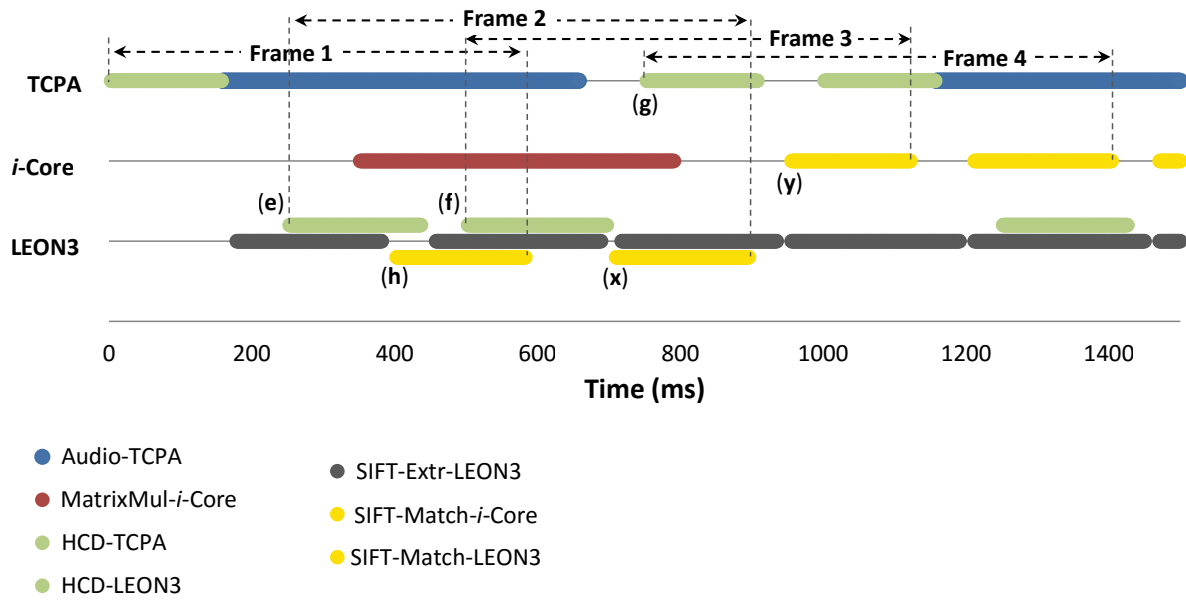 Frame 2
Frame 3
Frame 1
Frame 4
TCPA
(g)
i-Core
(y)
(e)
(f)
LEON3
(h)
(x)
0 200 400 600 800 1000 1200 1400
Time (ms)
Audio-TCPA
MatrixMul-i-Core
HCD-TCPA
HCD-LEON3
SIFT-Extr-LEON3
SIFT-Match-i-Core
SIFT-Match-LEON3